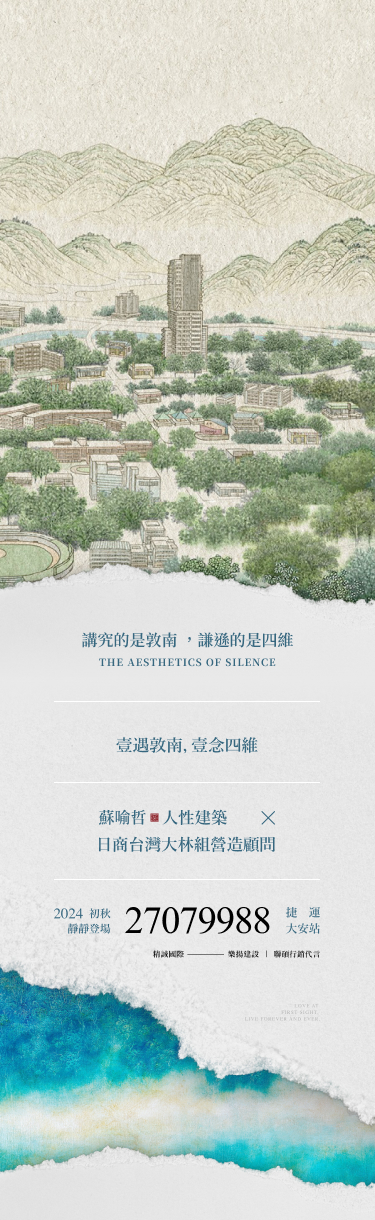 講究的是敦南，謙遜的是四維
THE AESTHETICS OF SILENCE
壹遇敦南, 壹念四維
蘇喻哲 人性建築 ×
日商台灣大林組營造顧問
2024 初秋
靜靜登場
27079988
捷 運
大安站
精誠國際 —— 樂揚建設 | 聯碩行銷代言
LOVE AT
FIRST SIGHT,
LOVE FOREVER AND EVER.